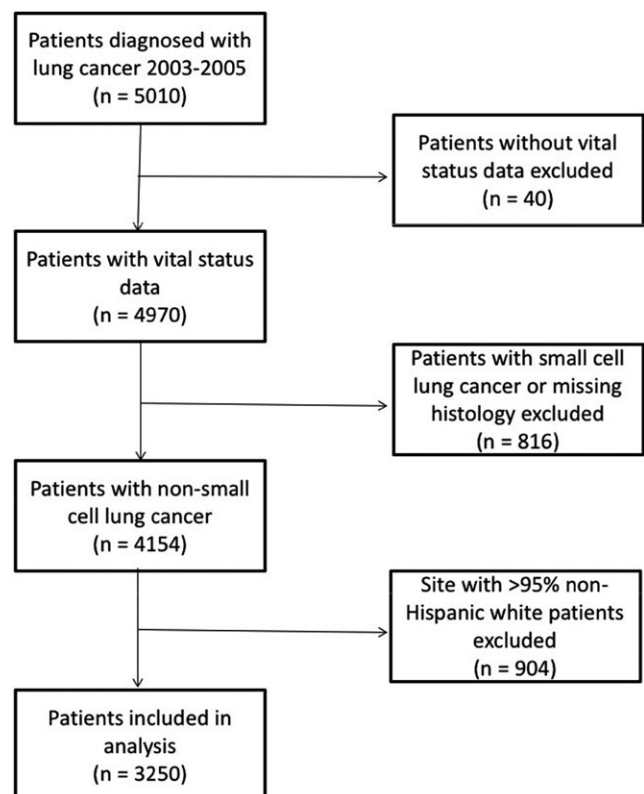 Patients diagnosed with
lung cancer 2003-2005
(n = 5010)
Patients without vital
status data excluded
(n = 40)
Patients with vital status
data
(n = 4970)
Patients with small cell
lung cancer or missing
histology excluded
(n = 816)
Patients with non-small
cell lung cancer
(n = 4154)
Site with >95% non-
Hispanic white patients
excluded
(n = 904)
Patients included in
analysis
(n = 3250)